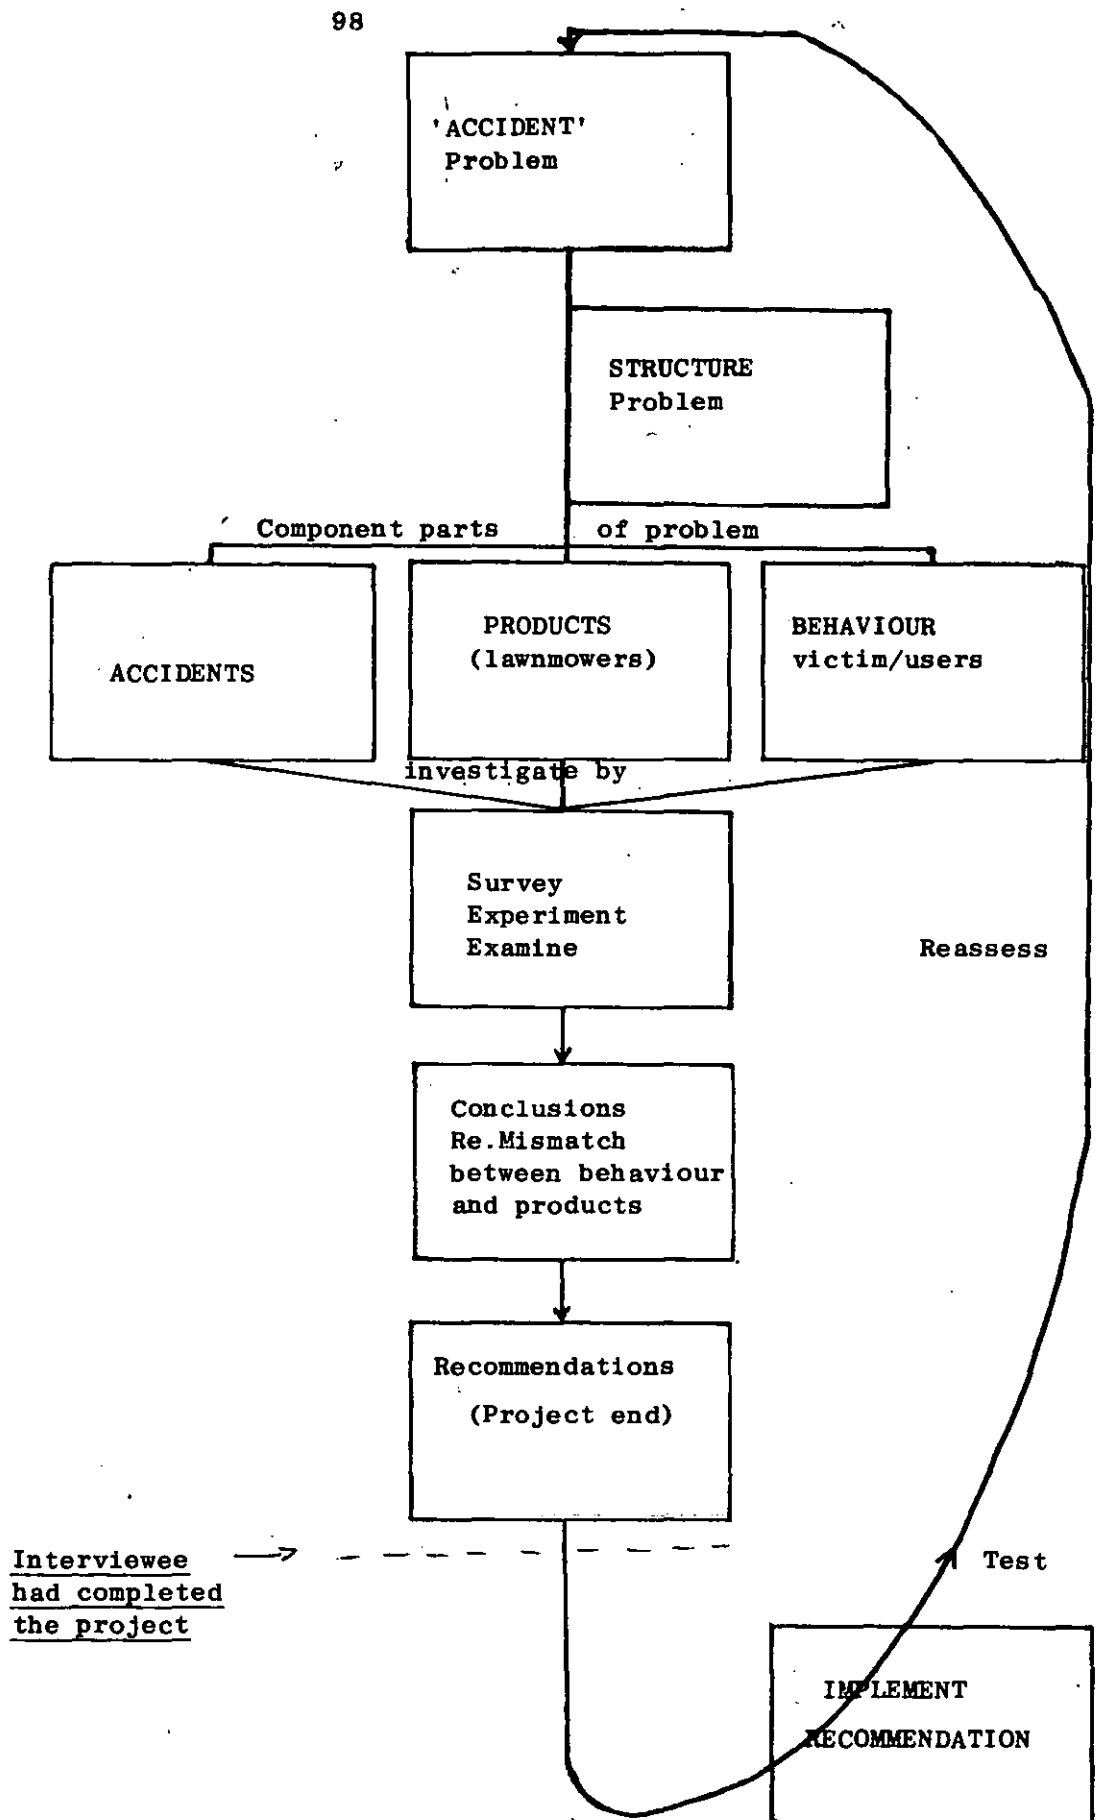 98
'ACCIDENT'
Problem
STRUCTURE
Problem
Component parts of problem
ACCIDENTS
PRODUCTS
(lawnmowers)
BEHAVIOUR
victim/users
investigate by
Survey
Experiment
Examine
Reassess
Conclusions
Re.Mismatch
between behaviour
and products
Recommendations
(Project end)
Interviewee
had completed
the project
Test
IMPLEMENT
RECOMMENDATION